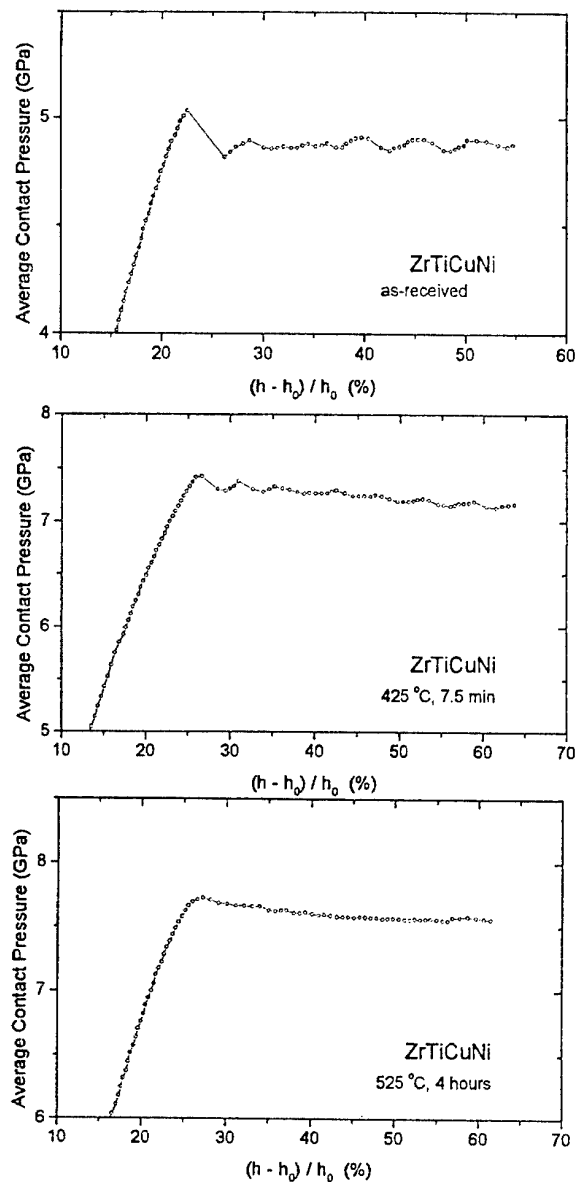 Average Contact Pressure (GPa)
5
4
ZrTiCuNi
as-received
10 20 30 40 50 60
(h - h₀) / h₀ (%)
Average Contact Pressure (GPa)
8
7
6
5
ZrTiCuNi
425 °C, 7.5 min
10 20 30 40 50 60 70
(h - h₀) / h₀ (%)
Average Contact Pressure (GPa)
8
7
6
ZrTiCuNi
525 °C, 4 hours
10 20 30 40 50 60 70
(h - h₀) / h₀ (%)